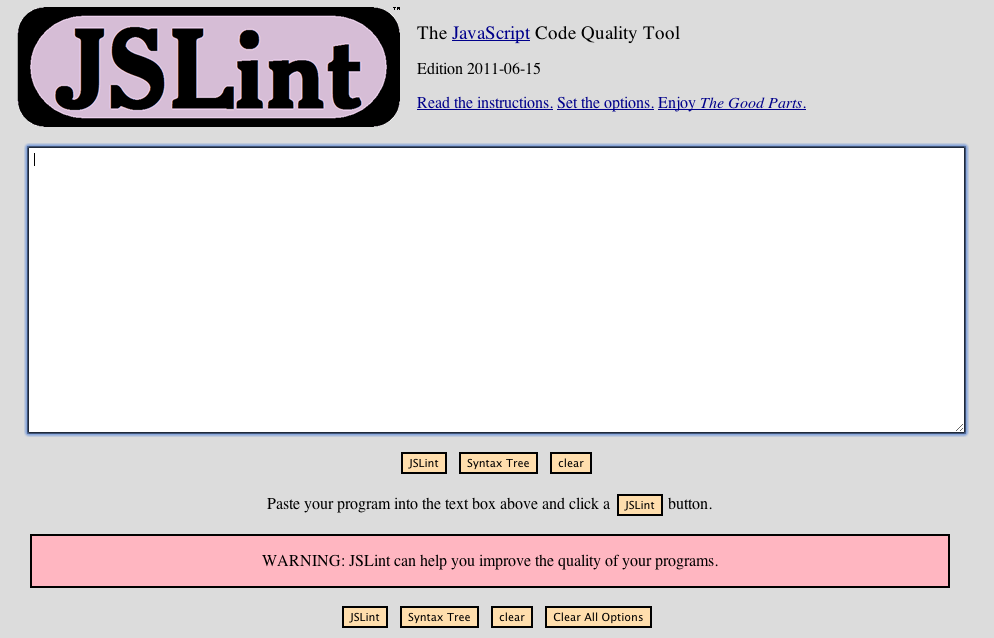 JSLint ™
The JavaScript Code Quality Tool
Edition 2011-06-15
Read the instructions. Set the options. Enjoy The Good Parts.
JSLint Syntax Tree clear
Paste your program into the text box above and click a JSLint button.
WARNING: JSLint can help you improve the quality of your programs.
JSLint Syntax Tree clear Clear All Options